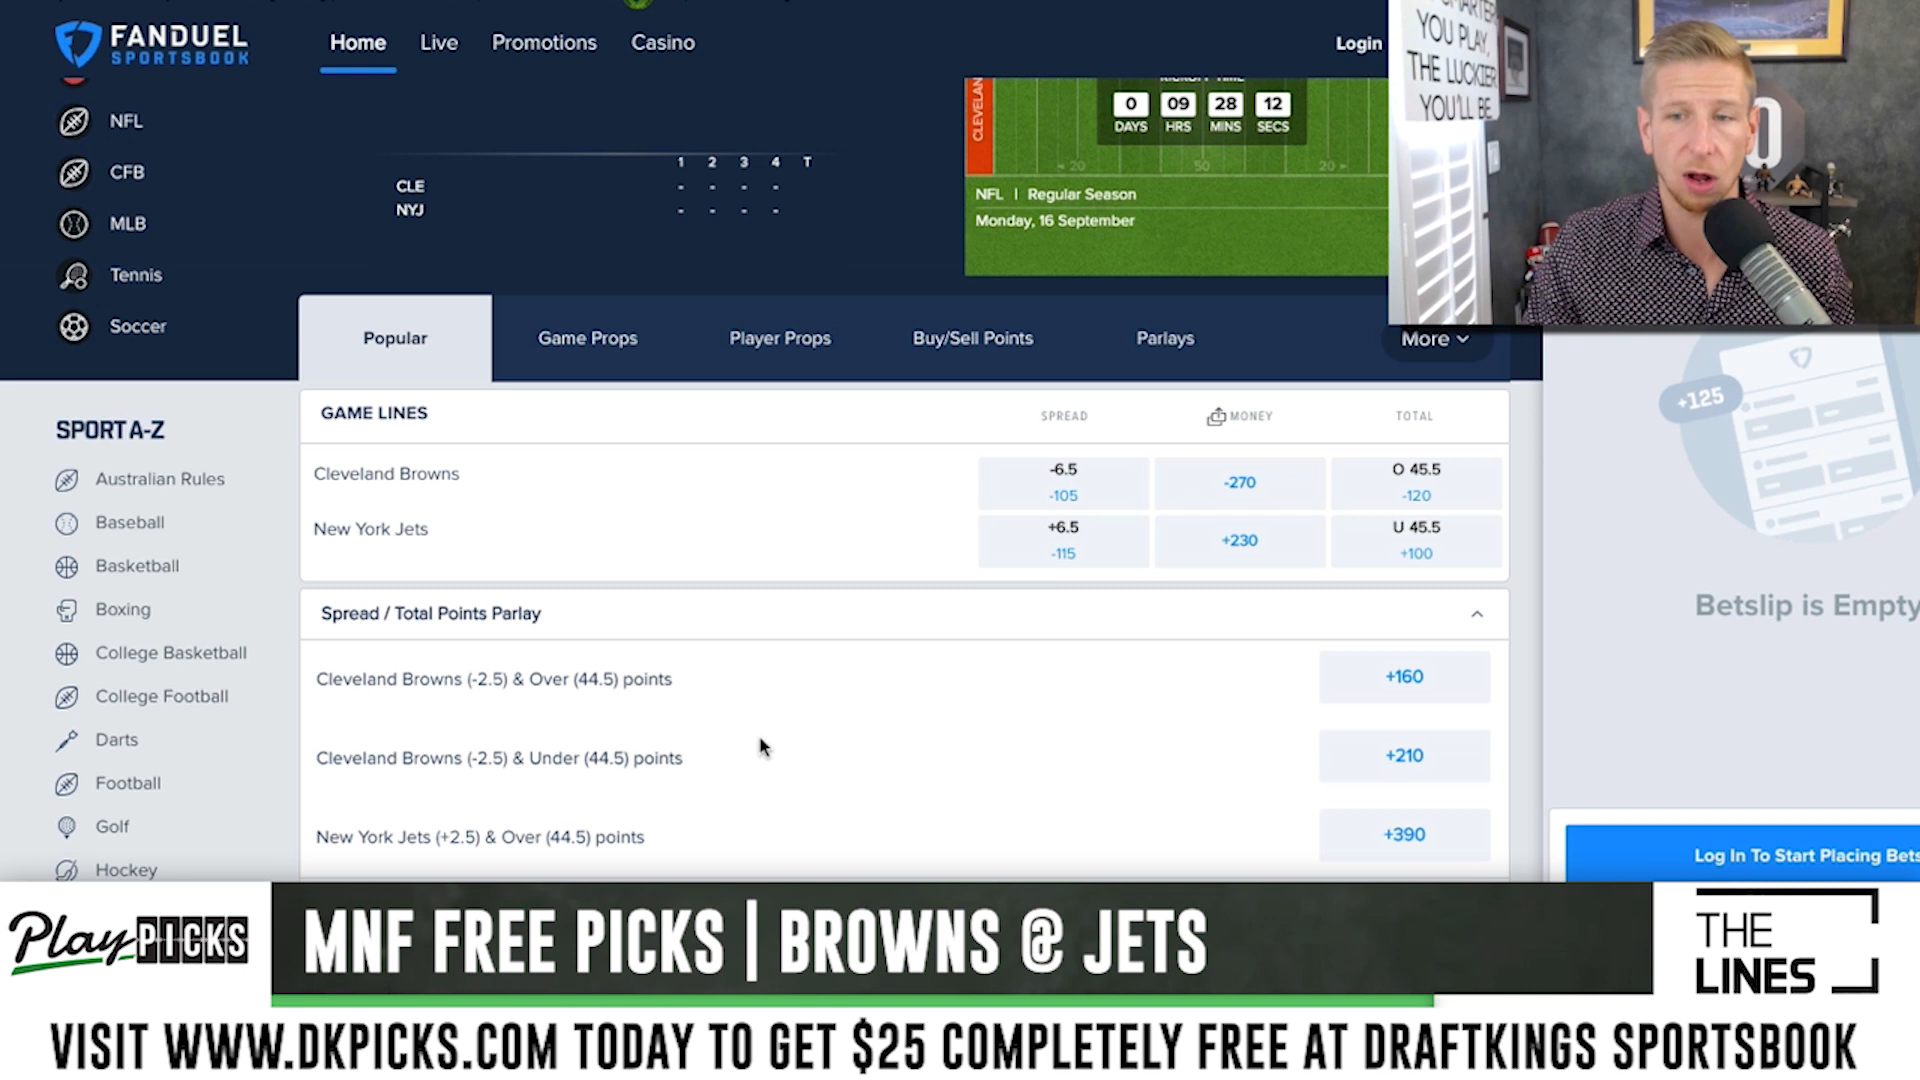 FANDUEL
SPORTSBOOK
Home Live Promotions Casino
Login
SMARTER
YOU PLAY,
THE LUCKIER
YOU'LL BE
NFL
CFB
MLB
Tennis
Soccer
1 2 3 4 T
CLE - - - -
NYJ - - - -
KICKOFF TIME
0 09 28 12
DAYS HRS MINS SECS
20 50 20
NFL | Regular Season
Monday, 16 September
Popular Game Props Player Props Buy/Sell Points Parlays More
SPORT A-Z
Australian Rules
Baseball
Basketball
Boxing
College Basketball
College Football
Darts
Football
Golf
Hockey
GAME LINES SPREAD MONEY TOTAL
Cleveland Browns -6.5 -105 -270 O 45.5 -120
New York Jets +6.5 -115 +230 U 45.5 +100
Spread / Total Points Parlay
Cleveland Browns (-2.5) & Over (44.5) points +160
Cleveland Browns (-2.5) & Under (44.5) points +210
New York Jets (+2.5) & Over (44.5) points +390
+125
Betslip is Empty
Log In To Start Placing Bets
Play PICKS
MNF FREE PICKS | BROWNS @ JETS
THE
LINES
VISIT WWW.DKPICKS.COM TODAY TO GET $25 COMPLETELY FREE AT DRAFTKINGS SPORTSBOOK